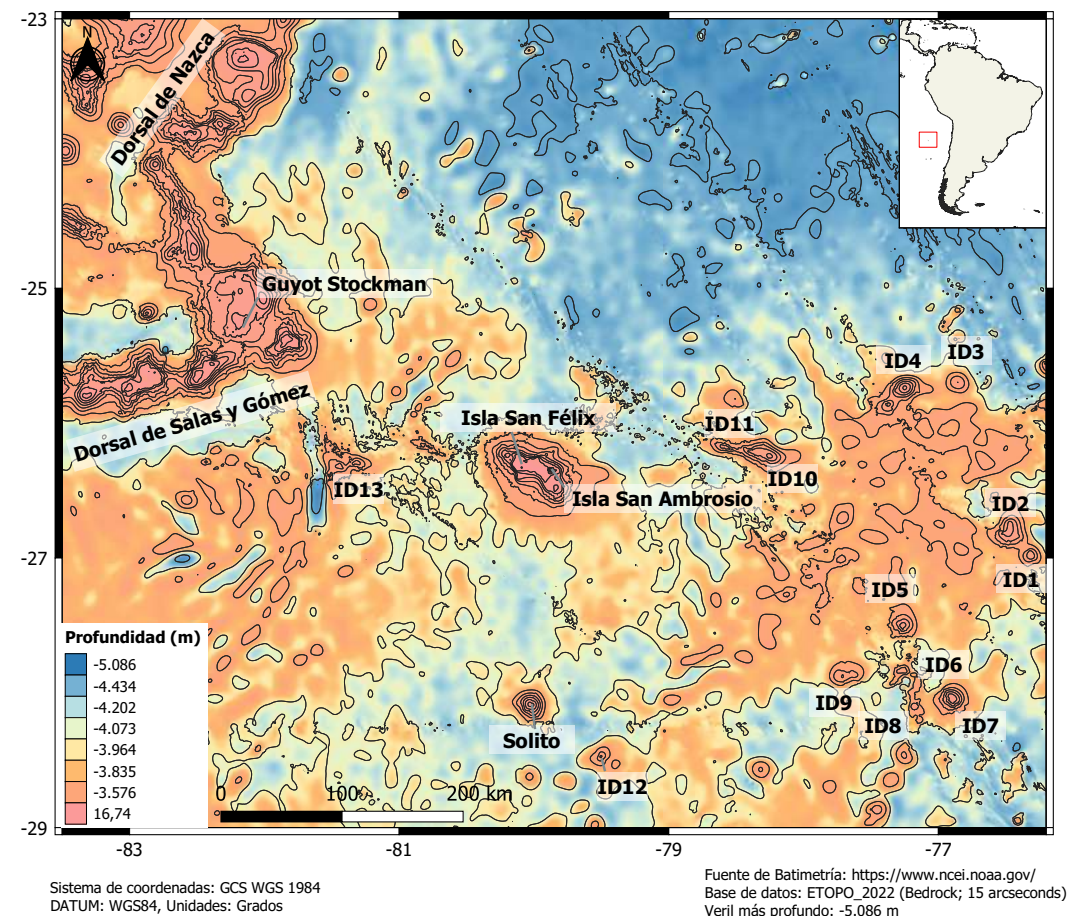 -23
-25
-27
-29
-83
-81
-79
-77
N
Dorsal de Nazca
Guyot Stockman
Dorsal de Salas y Gómez
Isla San Félix
Isla San Ambrosio
ID4
ID3
ID11
ID10
ID13
ID2
ID1
ID5
ID6
ID9
ID8
ID7
Solito
ID12
Profundidad (m)
-5.086
-4.434
-4.202
-4.073
-3.964
-3.835
-3.576
16,74
0 100 200 km
Sistema de coordenadas: GCS WGS 1984
DATUM: WGS84, Unidades: Grados
Fuente de Batimetría: https://www.ncei.noaa.gov/
Base de datos: ETOPO_2022 (Bedrock; 15 arcseconds)
Veril más profundo: -5.086 m